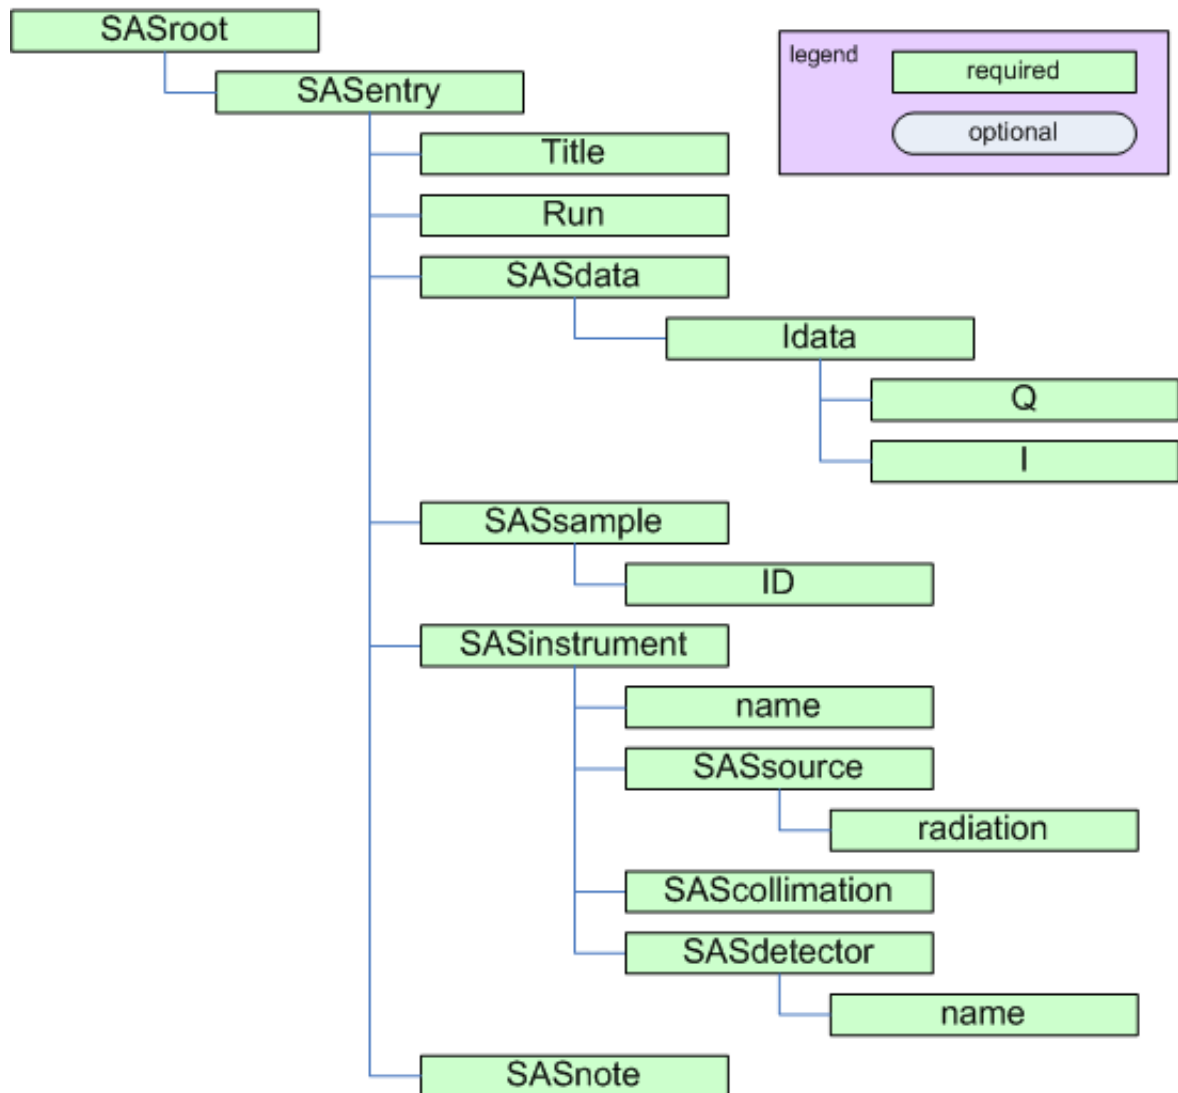 SASroot
legend
required
SASentry
optional
Title
Run
SASdata
Idata
Q
I
SASsample
ID
SASinstrument
name
SASsource
radiation
SAScollimation
SASdetector
name
SASnote